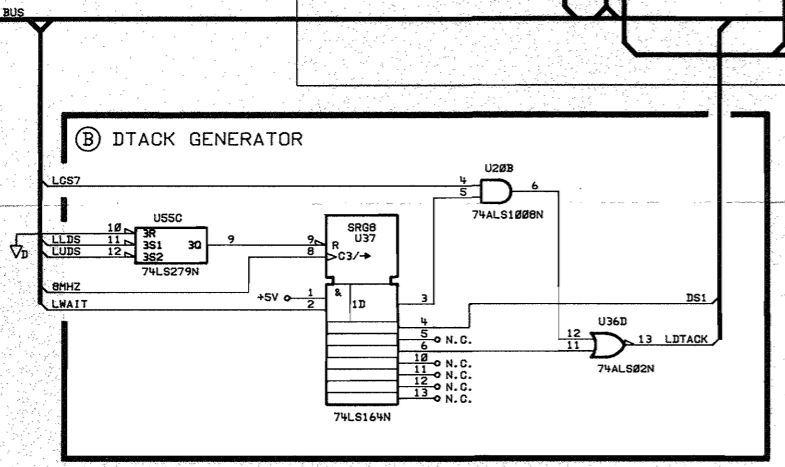 BUS
B DTACK GENERATOR
U20B
LCS7 4 6
5
74ALS1008N
U55C
SRG8
U37
10 3R
LLDS 11 3S1 3Q 9 9 R
LUDS 12 3S2 8 C3/→
D
74LS279N
8MHZ
+5V 1 & 3
LWAIT 2 1D
DS1
4
5 N.C.
6
10 N.C.
11 N.C.
12 N.C.
13 N.C.
74LS164N
U36D
12 13 LDTACK
11
74ALS02N